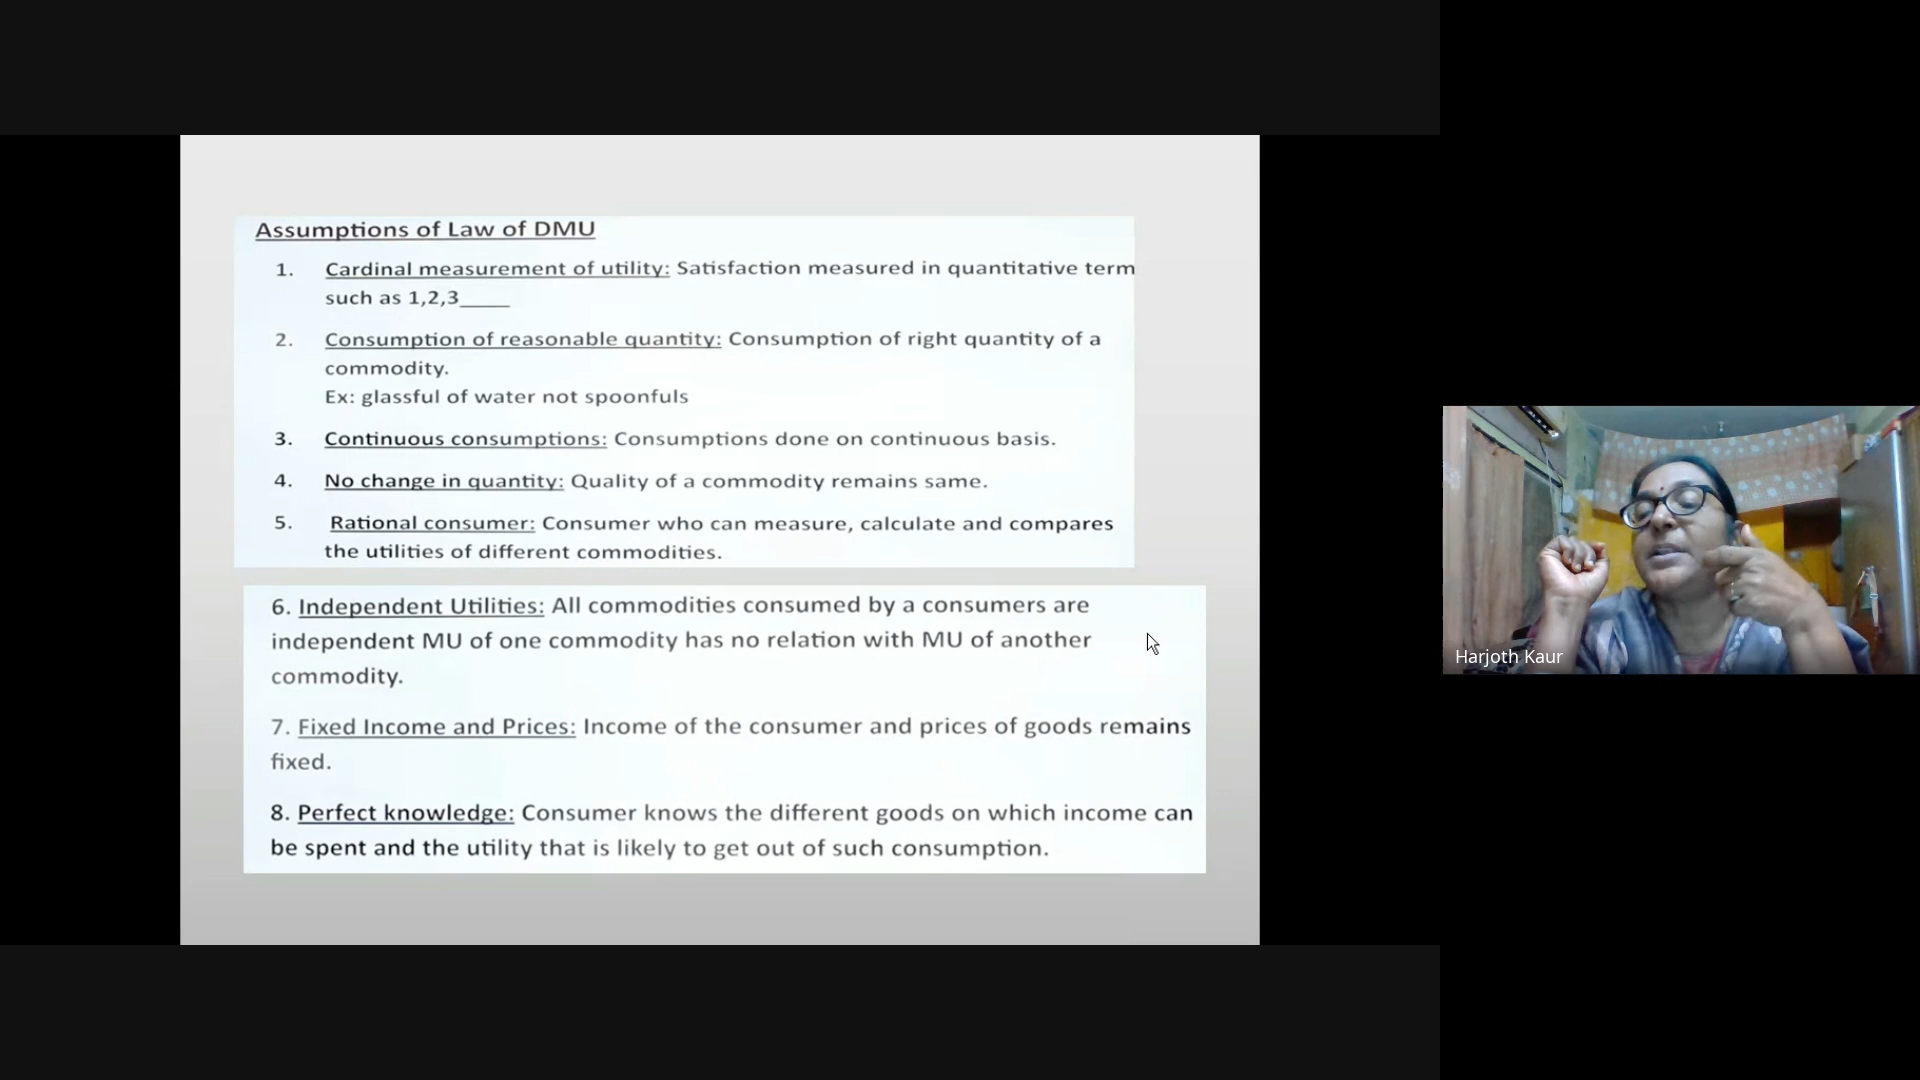 Assumptions of Law of DMU
1. Cardinal measurement of utility: Satisfaction measured in quantitative term
such as 1,2,3____
2. Consumption of reasonable quantity: Consumption of right quantity of a
commodity.
Ex: glassful of water not spoonfuls
3. Continuous consumptions: Consumptions done on continuous basis.
4. No change in quantity: Quality of a commodity remains same.
5. Rational consumer: Consumer who can measure, calculate and compares
the utilities of different commodities.
6. Independent Utilities: All commodities consumed by a consumers are
independent MU of one commodity has no relation with MU of another
commodity.
7. Fixed Income and Prices: Income of the consumer and prices of goods remains
fixed.
8. Perfect knowledge: Consumer knows the different goods on which income can
be spent and the utility that is likely to get out of such consumption.
Harjoth Kaur